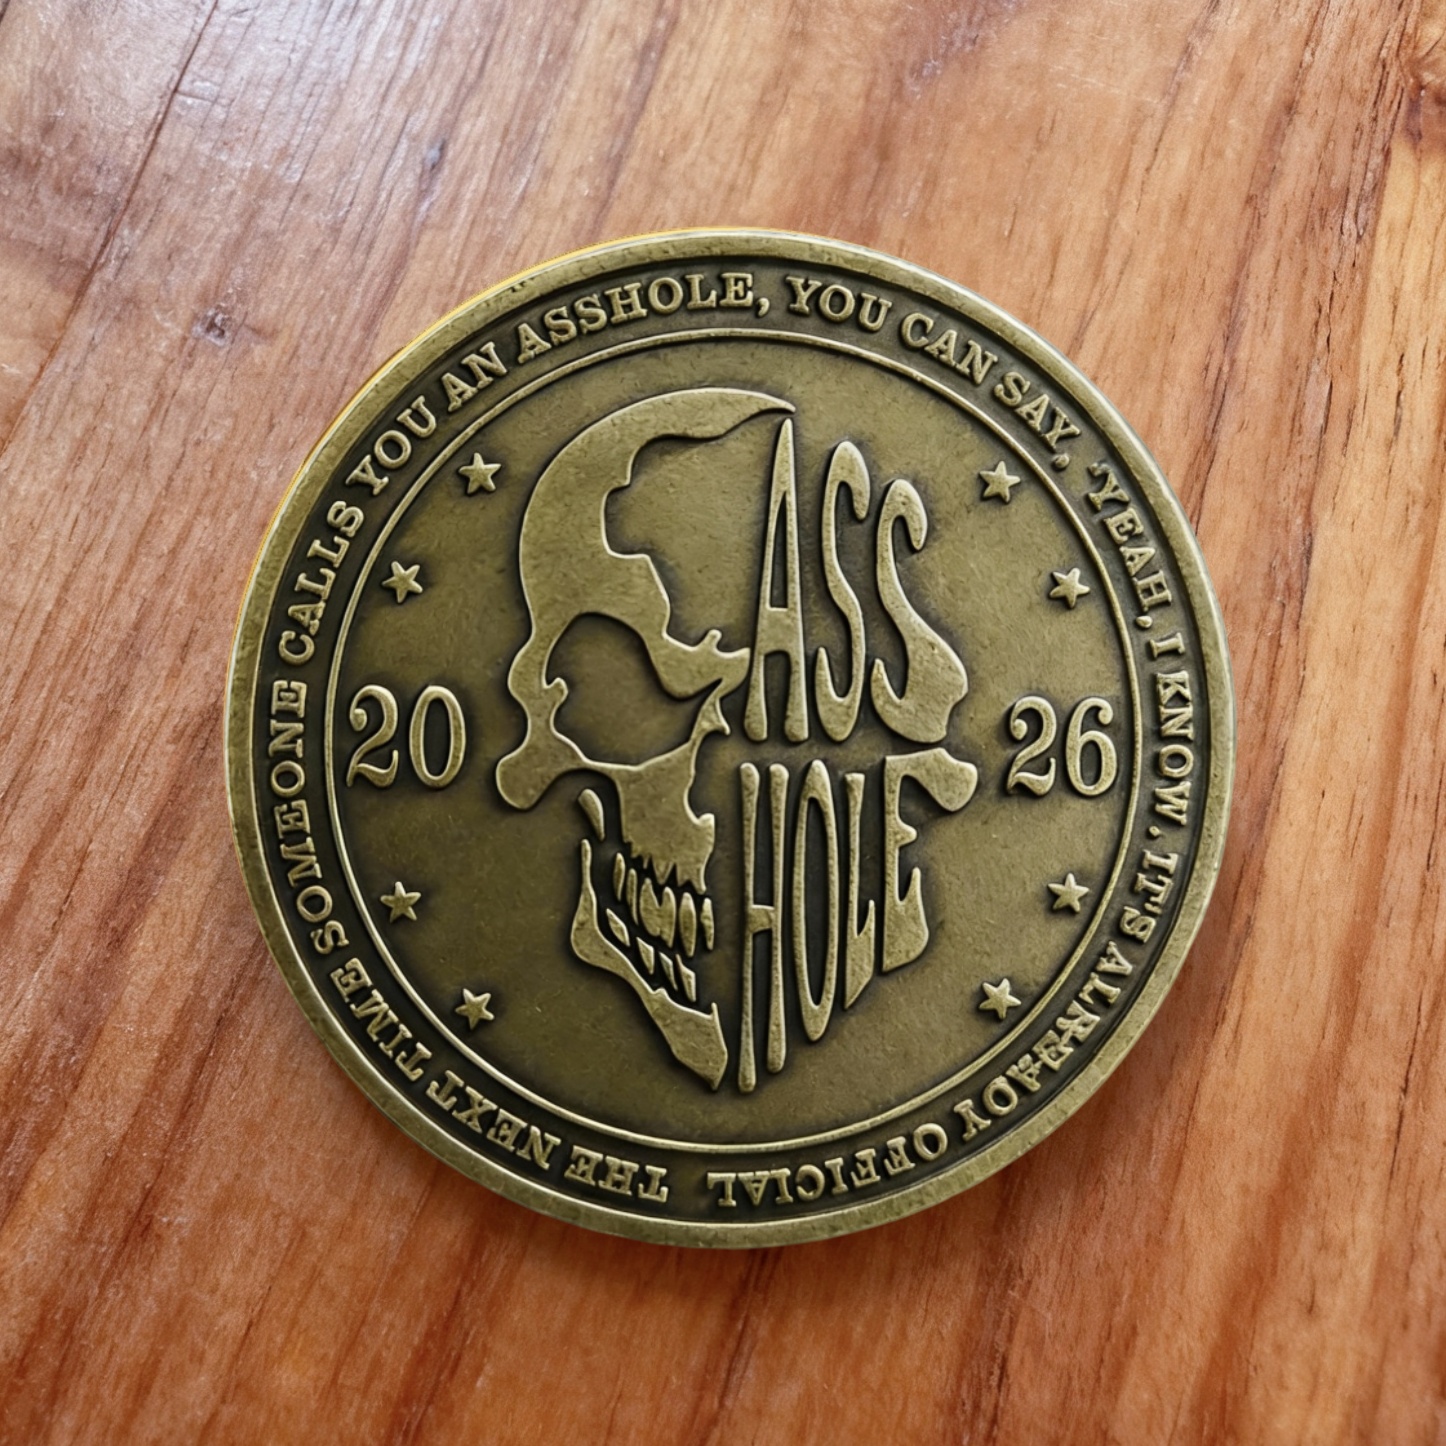 THE NEXT TIME SOMEONE CALLS YOU AN ASSHOLE, YOU CAN SAY, 'YEAH, I KNOW. IT'S ALREADY OFFICIAL
20
ASS
HOLE
26